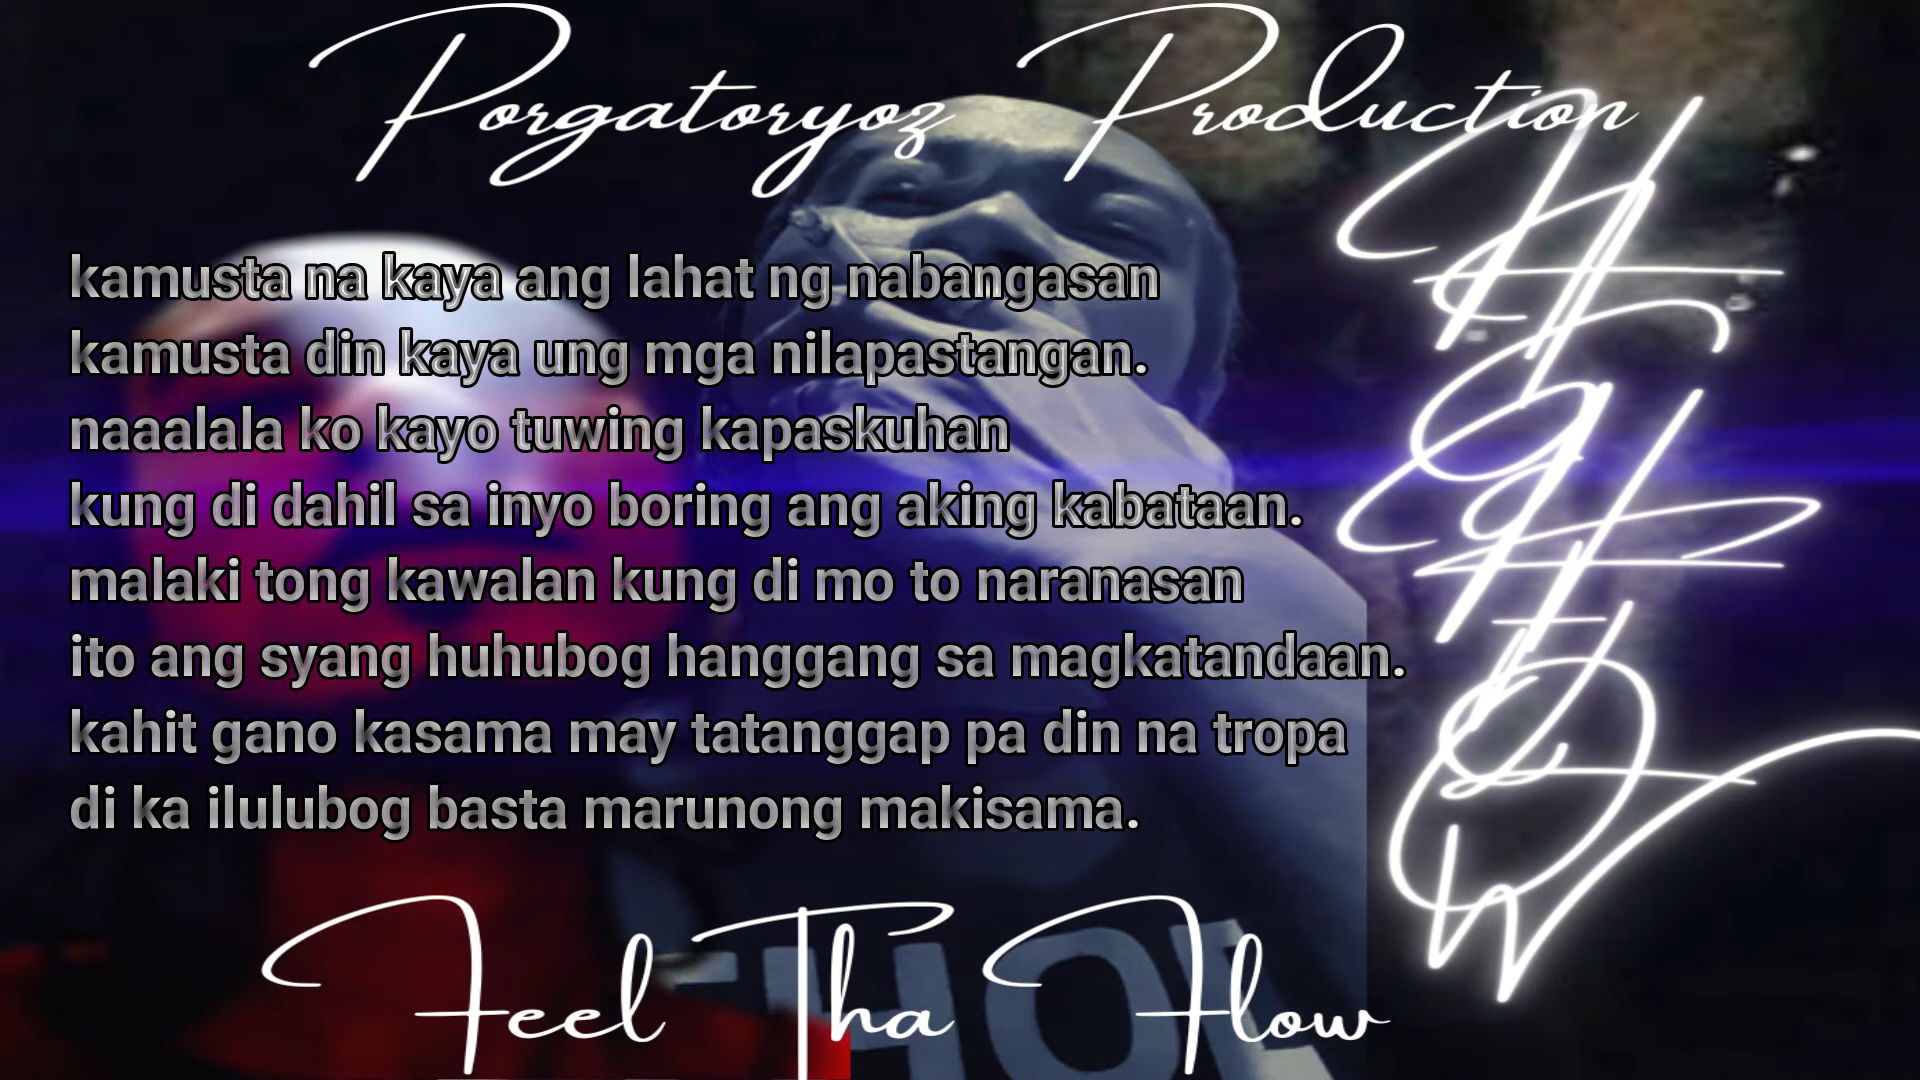 Porgatoryoz Production
kamusta na kaya ang lahat ng nabangasan
kamusta din kaya ung mga nilapastangan.
naaalala ko kayo tuwing kapaskuhan
kung di dahil sa inyo boring ang aking kabataan.
malaki tong kawalan kung di mo to naranasan
ito ang syang huhubog hanggang sa magkatandaan.
kahit gano kasama may tatanggap pa din na tropa
di ka ilulubog basta marunong makisama.
Feel Tha Flow